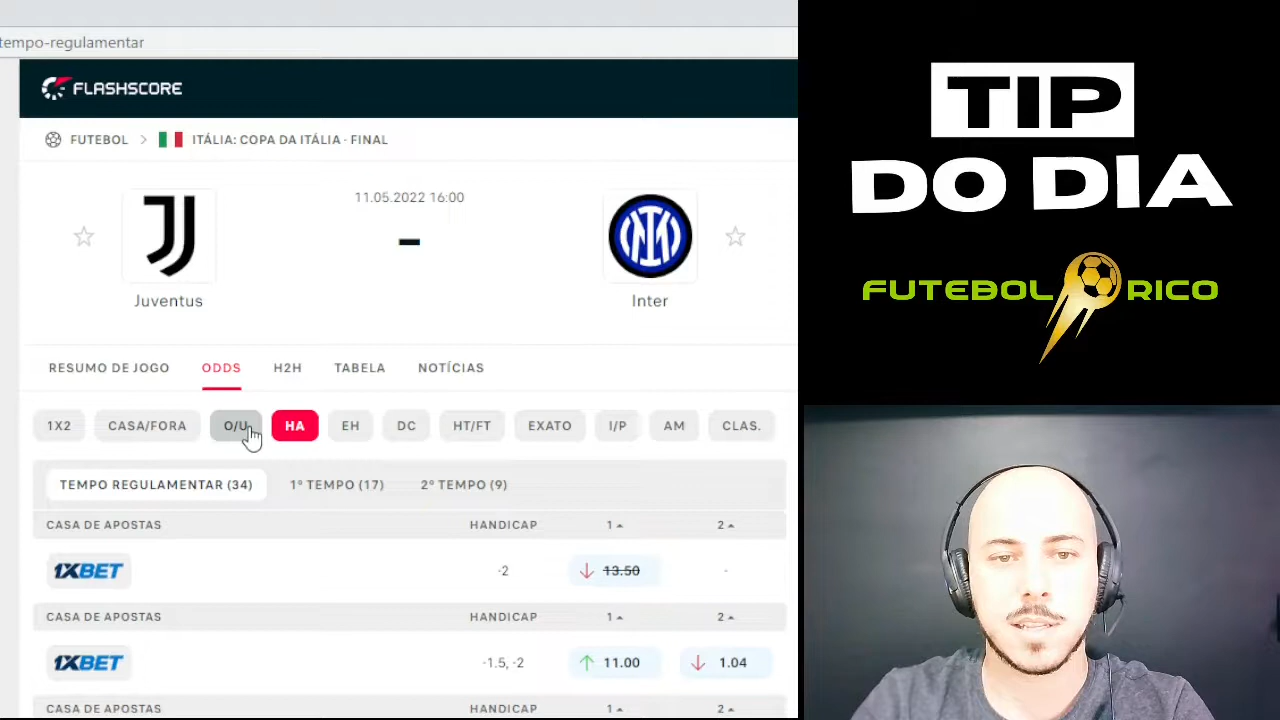 tempo-regulamentar
FLASHSCORE
FUTEBOL > ITÁLIA: COPA DA ITÁLIA - FINAL
11.05.2022 16:00
-
Juventus
Inter
RESUMO DE JOGO ODDS H2H TABELA NOTÍCIAS
1X2 CASA/FORA O/U HA EH DC HT/FT EXATO I/P AM CLAS.
TEMPO REGULAMENTAR (34) 1º TEMPO (17) 2º TEMPO (9)
CASA DE APOSTAS HANDICAP 1 2
1XBET -2 13.50 -
CASA DE APOSTAS HANDICAP 1 2
1XBET -1.5, -2 11.00 1.04
CASA DE APOSTAS HANDICAP 1 2
TIP
DO DIA
FUTEBOL RICO